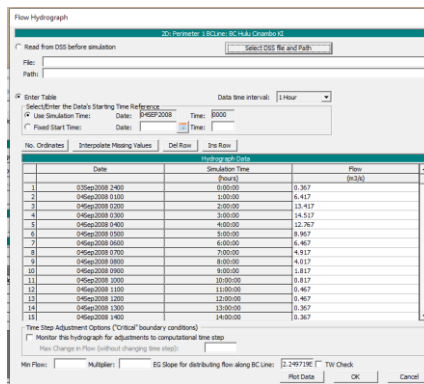 Flow Hydrograph
2D: Perimeter 1 BCLine: BC Hulu Cinambo KI
Read from DSS before simulation
Select DSS file and Path
File:
Path:
Enter Table
Data time interval: 1 Hour
Select/Enter the Data's Starting Time Reference
Use Simulation Time: Date: 04SEP2008 Time: 0000
Fixed Start Time: Date: Time:
No. Ordinates Interpolate Missing Values Del Row Ins Row
Hydrograph Data
Date Simulation Time Flow
(hours) (m3/s)
1 03Sep2008 2400 0:00:00 0.367
2 04Sep2008 0100 1:00:00 6.417
3 04Sep2008 0200 2:00:00 13.417
4 04Sep2008 0300 3:00:00 14.517
5 04Sep2008 0400 4:00:00 12.767
6 04Sep2008 0500 5:00:00 8.967
7 04Sep2008 0600 6:00:00 6.467
8 04Sep2008 0700 7:00:00 4.917
9 04Sep2008 0800 8:00:00 4.017
10 04Sep2008 0900 9:00:00 1.817
11 04Sep2008 1000 10:00:00 0.817
12 04Sep2008 1100 11:00:00 0.467
13 04Sep2008 1200 12:00:00 0.467
14 04Sep2008 1300 13:00:00 0.367
15 04Sep2008 1400 14:00:00 0.367
Time Step Adjustment Options ("Critical" boundary conditions)
Monitor this hydrograph for adjustments to computational time step
Max Change in Flow (without changing time step):
Min Flow: Multiplier: EG Slope for distributing flow along BC Line: 2.249719E TW Check
Plot Data OK Cancel